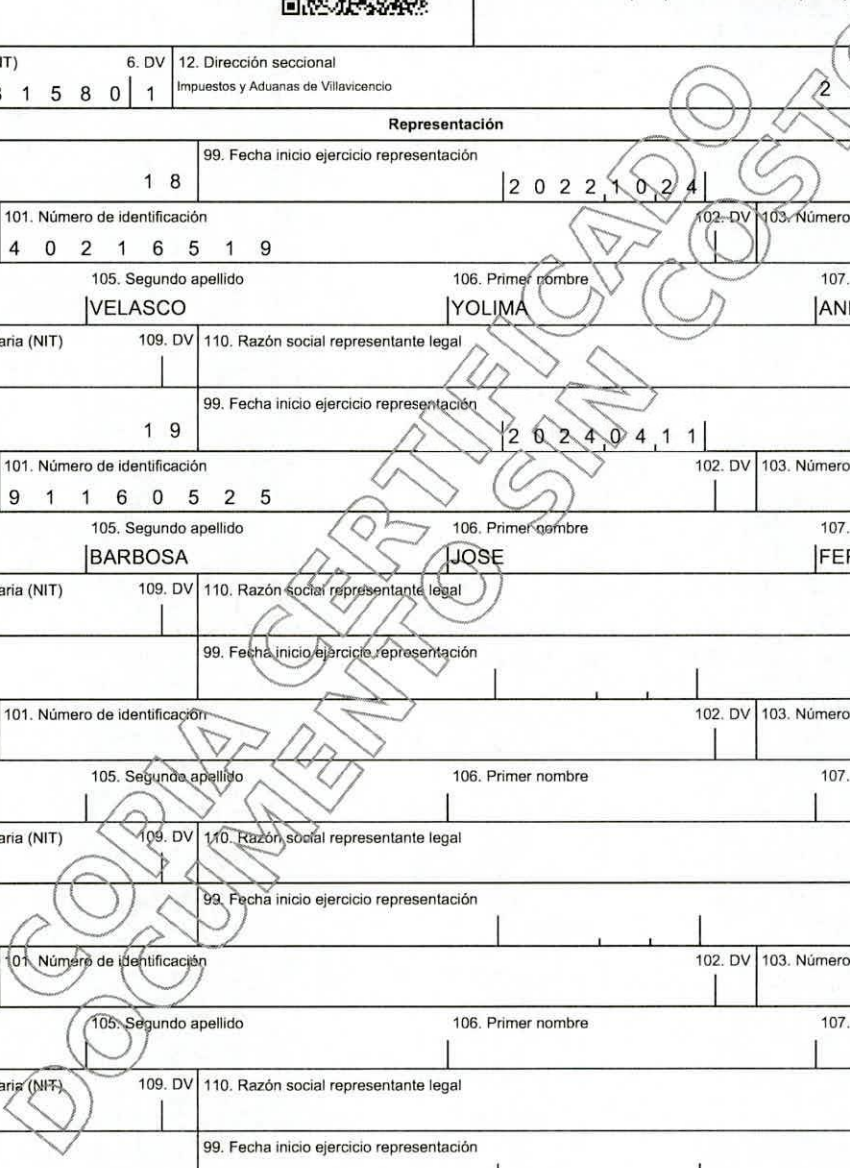 IT) 6. DV 12. Dirección seccional
1 5 8 0 1 Impuestos y Aduanas de Villavicencio 2
Representación
99. Fecha inicio ejercicio representación
1 8 2 0 2 2 1 0 2 4
101. Número de identificación 102. DV 103. Número
4 0 2 1 6 5 1 9
105. Segundo apellido 106. Primer nombre 107.
VELASCO YOLIMA
aria (NIT) 109. DV 110. Razón social representante legal
99. Fecha inicio ejercicio representación
1 9 2 0 2 4 0 4 1 1
101. Número de identificación 102. DV 103. Número
9 1 1 6 0 5 2 5
105. Segundo apellido 106. Primer nombre 107.
BARBOSA JOSE
aria (NIT) 109. DV 110. Razón social representante legal
99. Fecha inicio ejercicio representación
101. Número de identificación 102. DV 103. Número
105. Segundo apellido 106. Primer nombre 107.
aria (NIT) 109. DV 110. Razón social representante legal
99. Fecha inicio ejercicio representación
101. Número de identificación 102. DV 103. Número
105. Segundo apellido 106. Primer nombre 107.
aria (NIT) 109. DV 110. Razón social representante legal
99. Fecha inicio ejercicio representación
COPIA CERTIFICADO
DOCUMENTO SIN COSTO